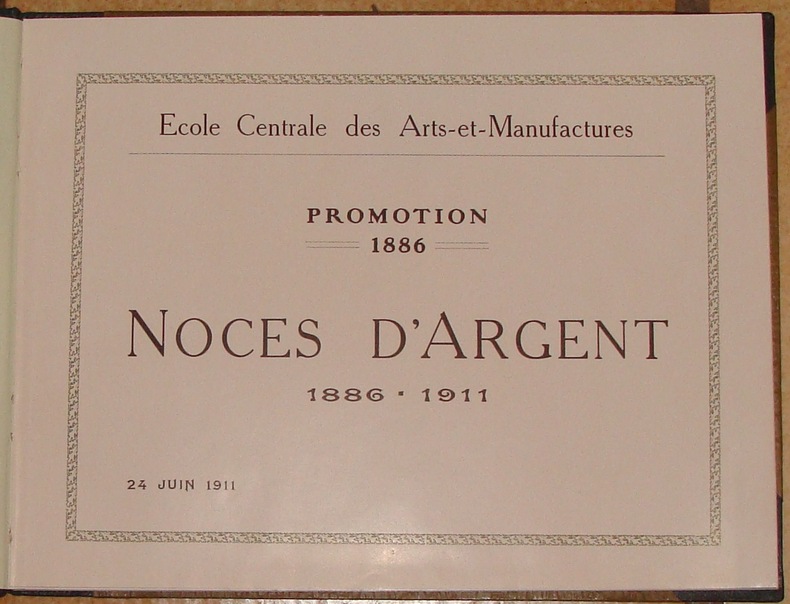 Ecole Centrale des Arts-et-Manufactures
PROMOTION
1886
NOCES D'ARGENT
1886 · 1911
24 JUIN 1911